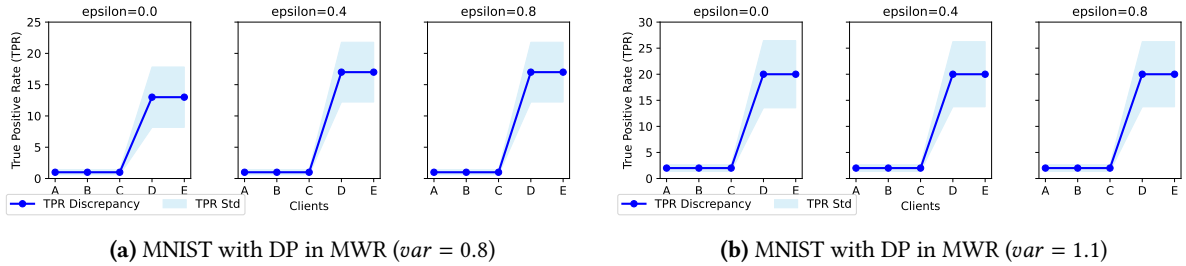 epsilon=0.0
epsilon=0.4
epsilon=0.8
True Positive Rate (TPR)
25
20
15
10
5
0
A B C D E
A B C D E
A B C D E
TPR Discrepancy TPR Std
Clients
(a) MNIST with DP in MWR (var = 0.8)
epsilon=0.0
epsilon=0.4
epsilon=0.8
True Positive Rate (TPR)
30
25
20
15
10
5
0
A B C D E
A B C D E
A B C D E
TPR Discrepancy TPR Std
Clients
(b) MNIST with DP in MWR (var = 1.1)